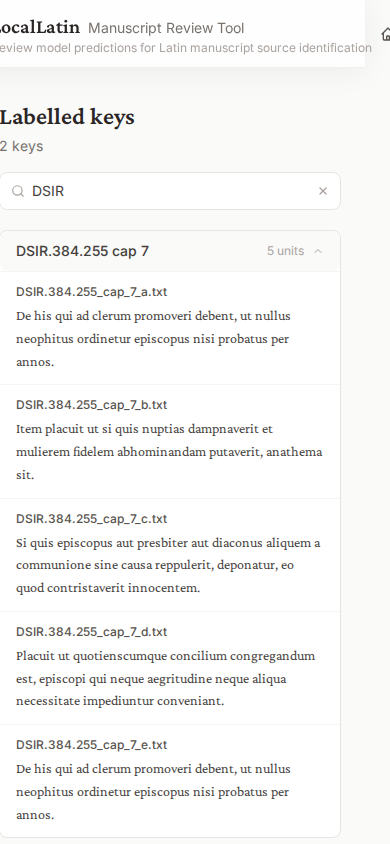 LocalLatin Manuscript Review Tool
eview model predictions for Latin manuscript source identification
Labelled keys
2 keys
DSIR
DSIR.384.255 cap 7 5 units
DSIR.384.255_cap_7_a.txt
De his qui ad clerum promoveri debent, ut nullus
neophitus ordinetur episcopus nisi probatus per
annos.
DSIR.384.255_cap_7_b.txt
Item placuit ut si quis nuptias dampnaverit et
mulierem fidelem abhominandam putaverit, anathema
sit.
DSIR.384.255_cap_7_c.txt
Si quis episcopus aut presbiter aut diaconus aliquem a
communione sine causa reppulerit, deponatur, eo
quod contristaverit innocentem.
DSIR.384.255_cap_7_d.txt
Placuit ut quotienscumque concilium congregandum
est, episcopi qui neque aegritudine neque aliqua
necessitate impediuntur conveniant.
DSIR.384.255_cap_7_e.txt
De his qui ad clerum promoveri debent, ut nullus
neophitus ordinetur episcopus nisi probatus per
annos.